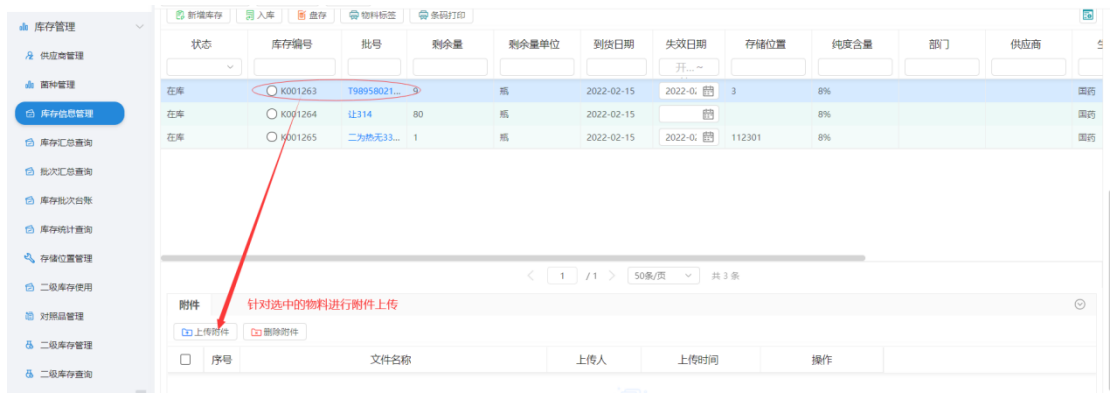 库存管理
供应商管理
菌种管理
库存信息管理
库存汇总查询
批次汇总查询
库存批次台账
库存统计查询
存储位置管理
二级库存使用
对照品管理
二级库存管理
二级库存查询
新增库存 入库 盘存 物料标签 条码打印
状态 库存编号 批号 剩余量 剩余量单位 到货日期 失效日期 存储位置 纯度含量 部门 供应商
开...~
在库 K001263 T98958021... 9 瓶 2022-02-15 2022-0 3 8% 国药
在库 K001264 让314 80 瓶 2022-02-15 8% 国药
在库 K001265 二为热无33... 1 瓶 2022-02-15 2022-0 112301 8% 国药
1 / 1 50条/页 共 3 条
附件 针对选中的物料进行附件上传
上传附件 删除附件
序号 文件名称 上传人 上传时间 操作